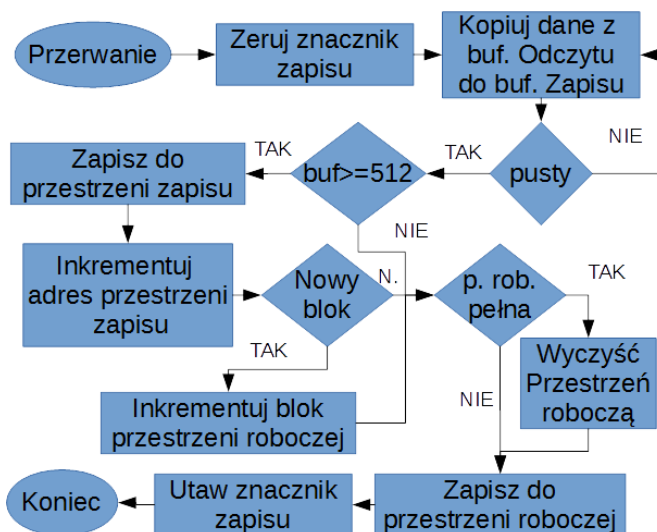 Przerwanie
Zeruj znacznik
zapisu
Kopiuj dane z
buf. Odczytu
do buf. Zapisu
NIE
pusty
TAK
buf>=512
TAK
Zapisz do
przestrzeni zapisu
NIE
Inkrementuj
adres przestrzeni
zapisu
Nowy
blok
N.
p. rob.
pełna
TAK
TAK
Wyczyść
Przestrzeń
roboczą
Inkrementuj blok
przestrzeni roboczej
NIE
Zapisz do
przestrzeni roboczej
Utaw znacznik
zapisu
Koniec